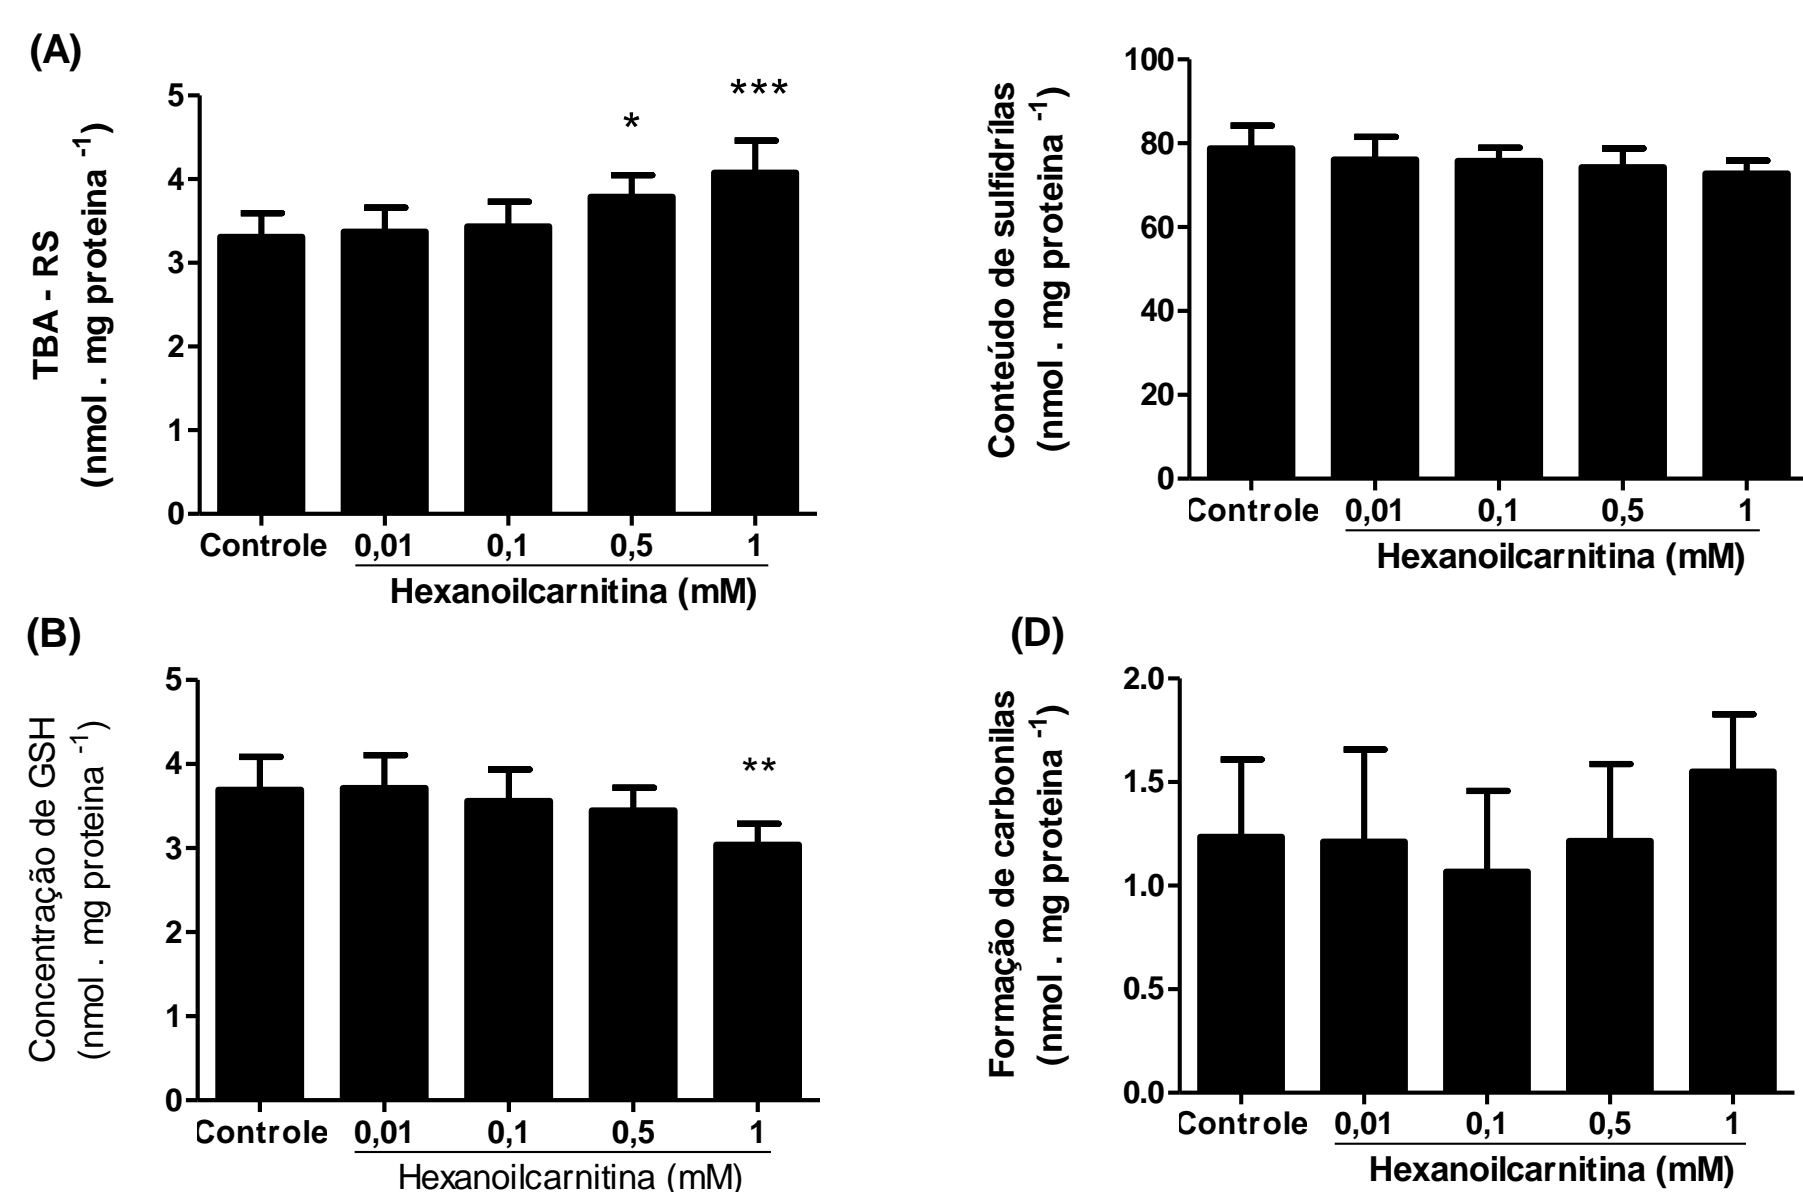 (A)
TBA - RS
(nmol . mg proteina -1)
5
4
3
2
1
0
*
***
Controle 0,01 0,1 0,5 1
Hexanoilcarnitina (mM)
Conteúdo de sulfidrílas
(nmol . mg proteina -1)
100
80
60
40
20
0
Controle 0,01 0,1 0,5 1
Hexanoilcarnitina (mM)
(B)
Concentração de GSH
(nmol . mg proteina -1)
5
4
3
2
1
0
**
Controle 0,01 0,1 0,5 1
Hexanoilcarnitina (mM)
(D)
Formação de carbonilas
(nmol . mg proteina -1)
2.0
1.5
1.0
0.5
0.0
Controle 0,01 0,1 0,5 1
Hexanoilcarnitina (mM)